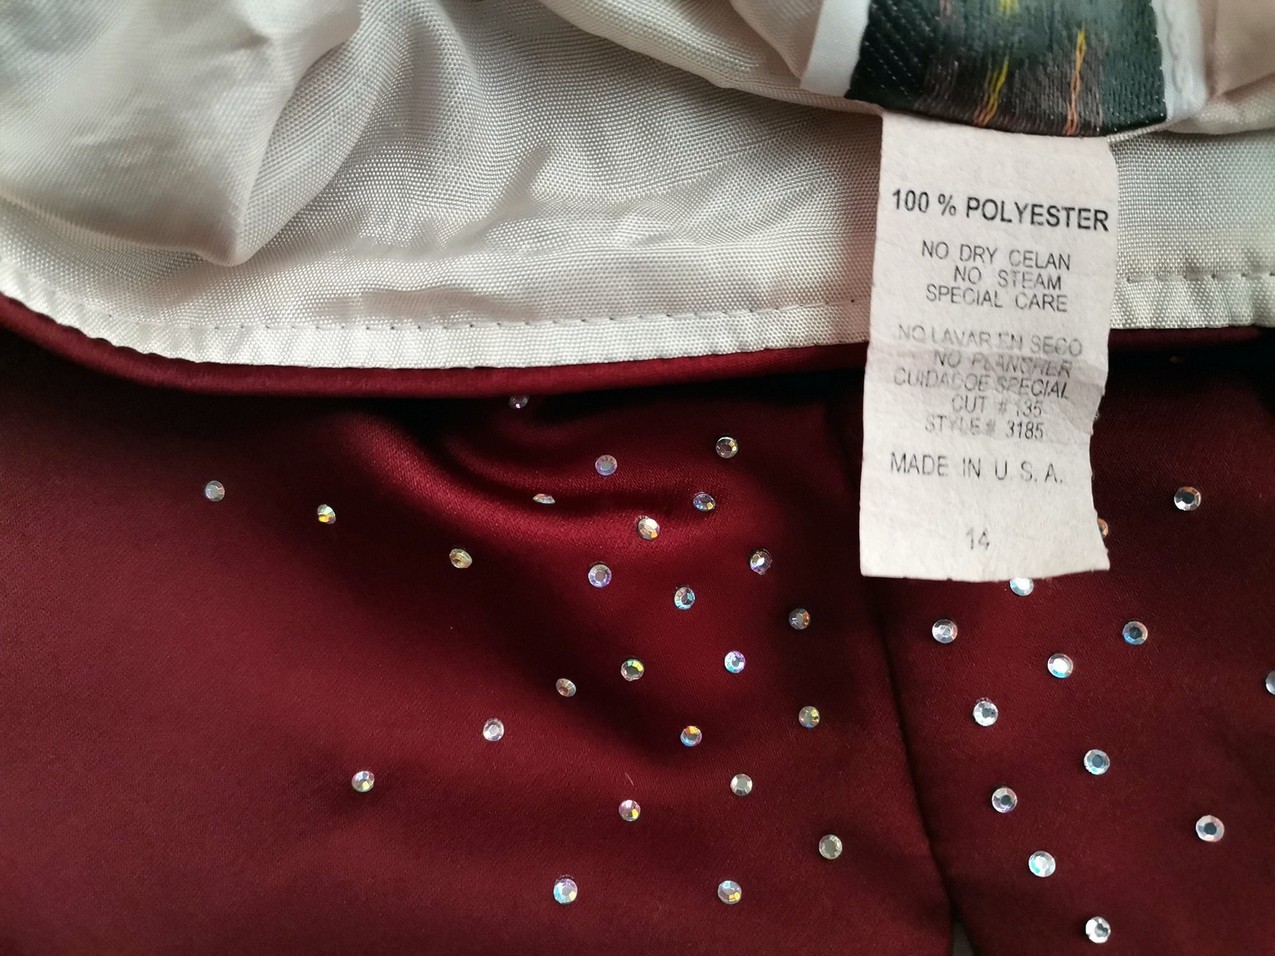 100 % POLYESTER
NO DRY CELAN
NO STEAM
SPECIAL CARE
NO LAVAR EN SECO
NO PLANCHER
CUIDADOE SPECIAL
CUT # 135
STYLE# 3185
MADE IN U.S.A.
14